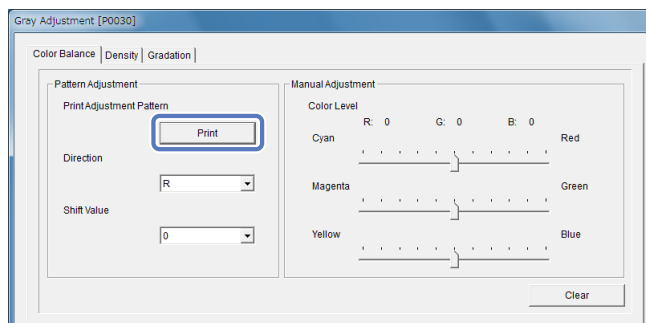 Gray Adjustment [P0030]
Color Balance Density Gradation
Pattern Adjustment
Print Adjustment Pattern
Print
Direction
R
Shift Value
0
Manual Adjustment
Color Level
R: 0 G: 0 B: 0
Cyan Red
Magenta Green
Yellow Blue
Clear